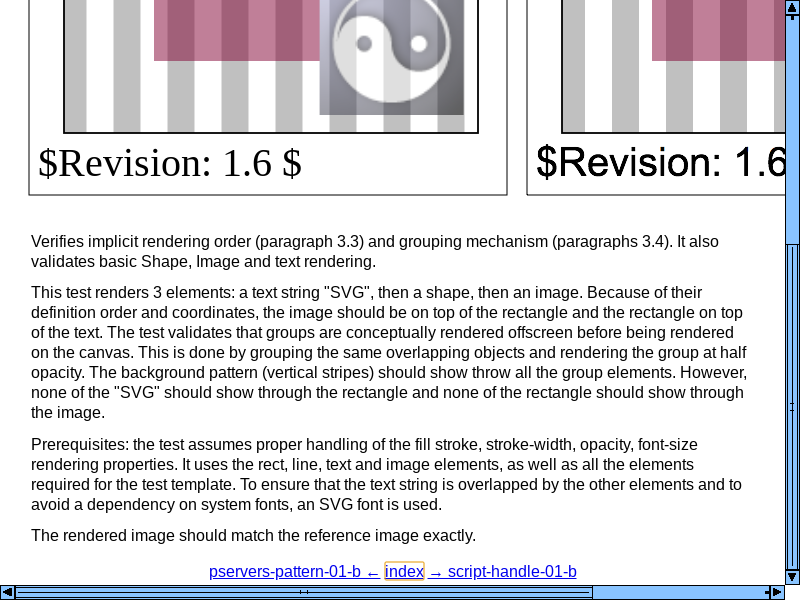 $Revision: 1.6 $
$Revision: 1.6
Verifies implicit rendering order (paragraph 3.3) and grouping mechanism (paragraphs 3.4). It also
validates basic Shape, Image and text rendering.
This test renders 3 elements: a text string "SVG", then a shape, then an image. Because of their
definition order and coordinates, the image should be on top of the rectangle and the rectangle on top
of the text. The test validates that groups are conceptually rendered offscreen before being rendered
on the canvas. This is done by grouping the same overlapping objects and rendering the group at half
opacity. The background pattern (vertical stripes) should show throw all the group elements. However,
none of the "SVG" should show through the rectangle and none of the rectangle should show through
the image.
Prerequisites: the test assumes proper handling of the fill stroke, stroke-width, opacity, font-size
rendering properties. It uses the rect, line, text and image elements, as well as all the elements
required for the test template. To ensure that the text string is overlapped by the other elements and to
avoid a dependency on system fonts, an SVG font is used.
The rendered image should match the reference image exactly.
pservers-pattern-01-b ← index → script-handle-01-b